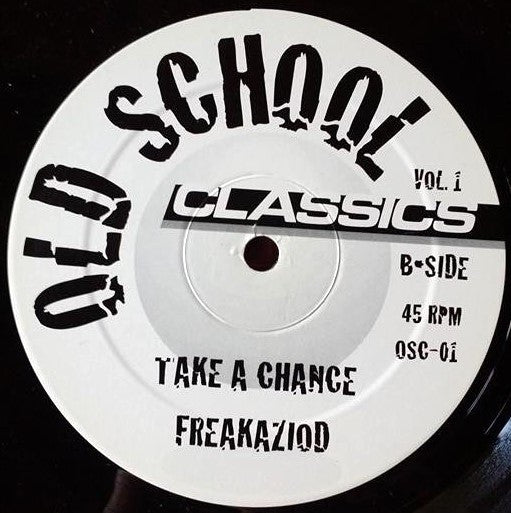 OLD SCHOOL
CLASSICS
VOL. 1
B-SIDE
45 RPM
OSC-01
TAKE A CHANCE
FREAKAZIOD